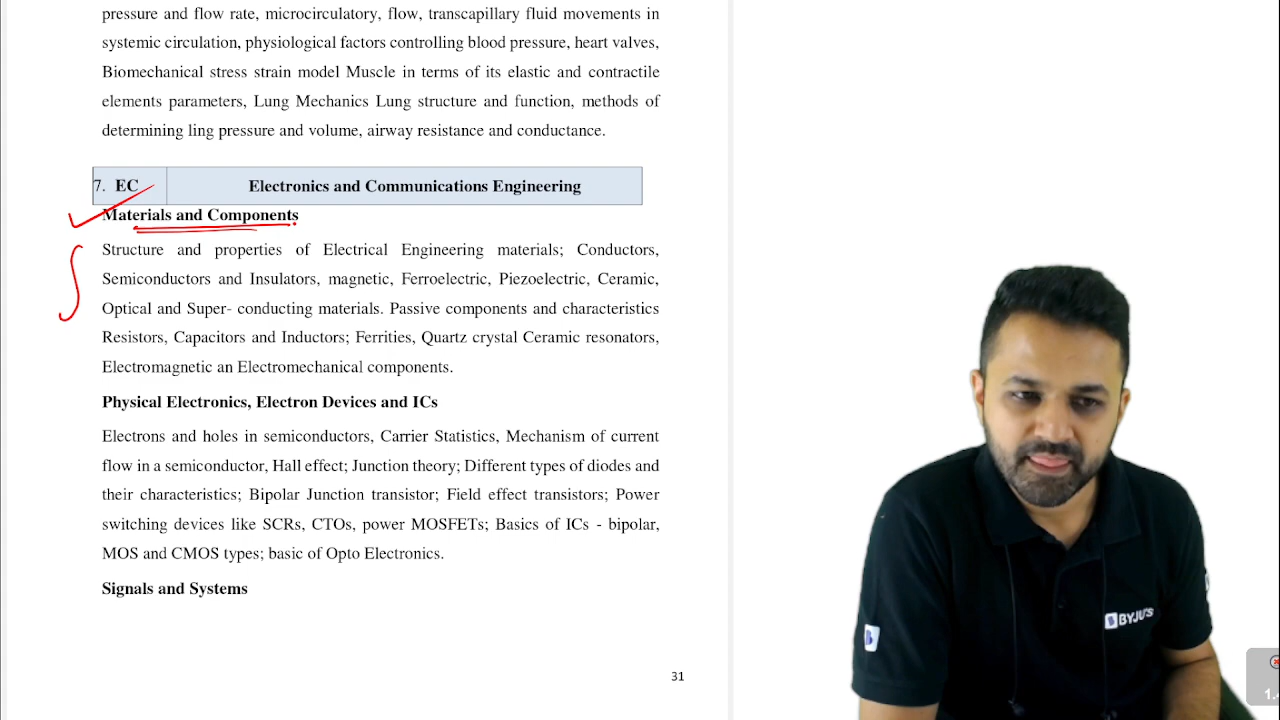 pressure and flow rate, microcirculatory, flow, transcapillary fluid movements in
systemic circulation, physiological factors controlling blood pressure, heart valves,
Biomechanical stress strain model Muscle in terms of its elastic and contractile
elements parameters, Lung Mechanics Lung structure and function, methods of
determining ling pressure and volume, airway resistance and conductance.
7. EC Electronics and Communications Engineering
Materials and Components
Structure and properties of Electrical Engineering materials; Conductors,
Semiconductors and Insulators, magnetic, Ferroelectric, Piezoelectric, Ceramic,
Optical and Super- conducting materials. Passive components and characteristics
Resistors, Capacitors and Inductors; Ferrities, Quartz crystal Ceramic resonators,
Electromagnetic an Electromechanical components.
Physical Electronics, Electron Devices and ICs
Electrons and holes in semiconductors, Carrier Statistics, Mechanism of current
flow in a semiconductor, Hall effect; Junction theory; Different types of diodes and
their characteristics; Bipolar Junction transistor; Field effect transistors; Power
switching devices like SCRs, CTOs, power MOSFETs; Basics of ICs - bipolar,
MOS and CMOS types; basic of Opto Electronics.
Signals and Systems
31
BYJU'S